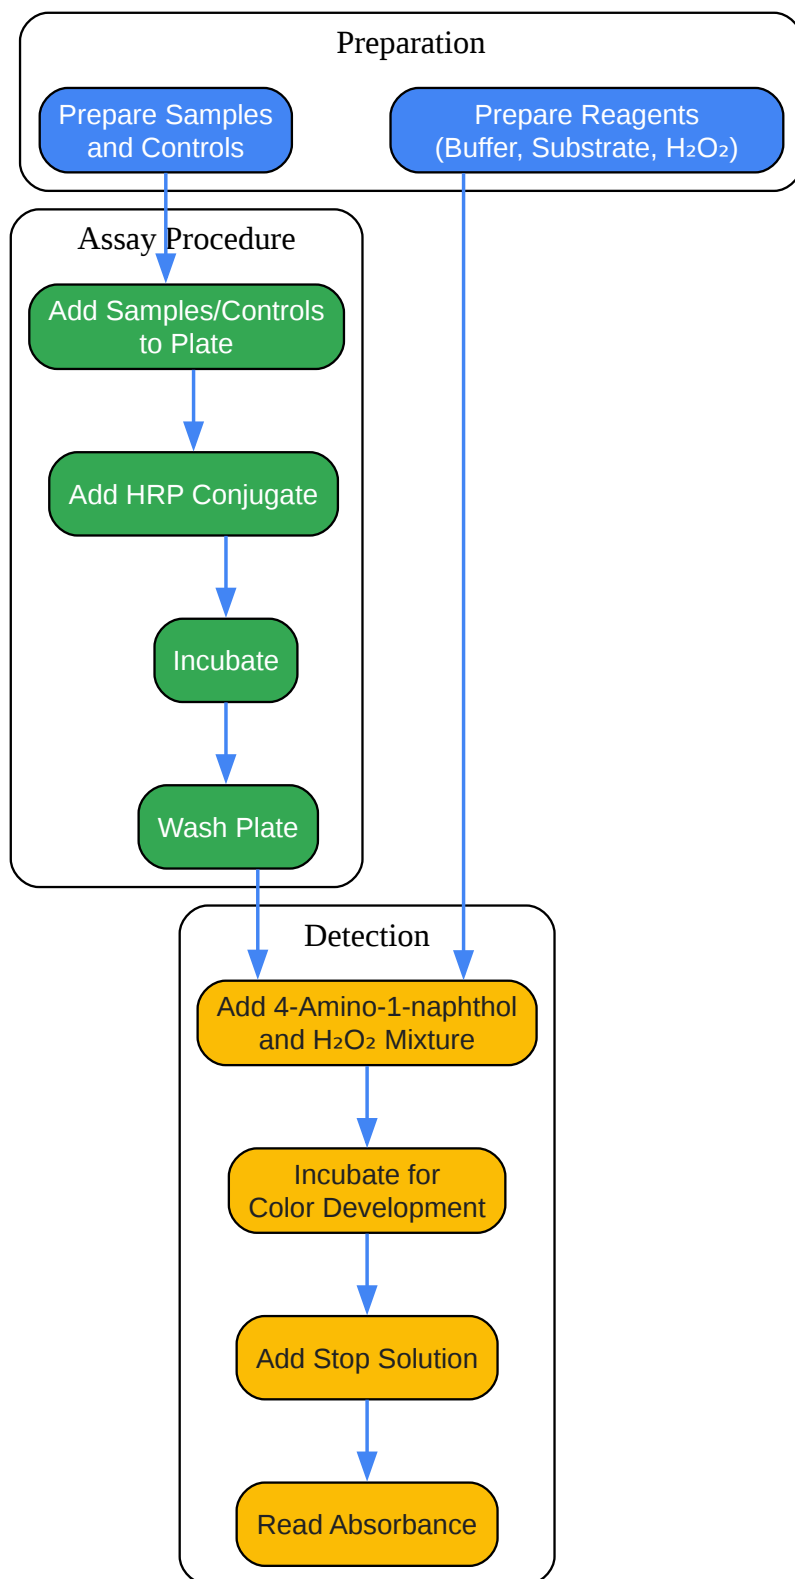 Preparation
Prepare Samples
and Controls
Prepare Reagents
(Buffer, Substrate, H₂O₂)
Assay Procedure
Add Samples/Controls
to Plate
Add HRP Conjugate
Incubate
Wash Plate
Detection
Add 4-Amino-1-naphthol
and H₂O₂ Mixture
Incubate for
Color Development
Add Stop Solution
Read Absorbance